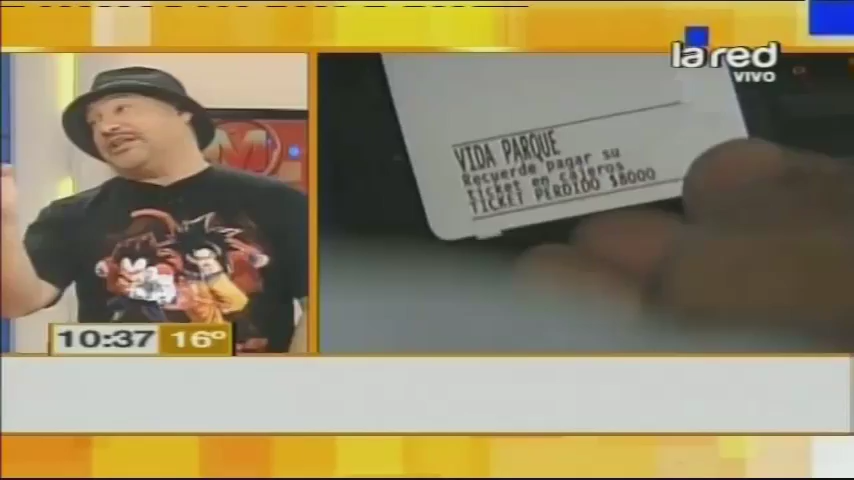 la red
VIVO
VIDA PARQUE
Recuerde pagar su
ticket en cajeros
TICKET PERDIDO $8000
M
10:37 16°